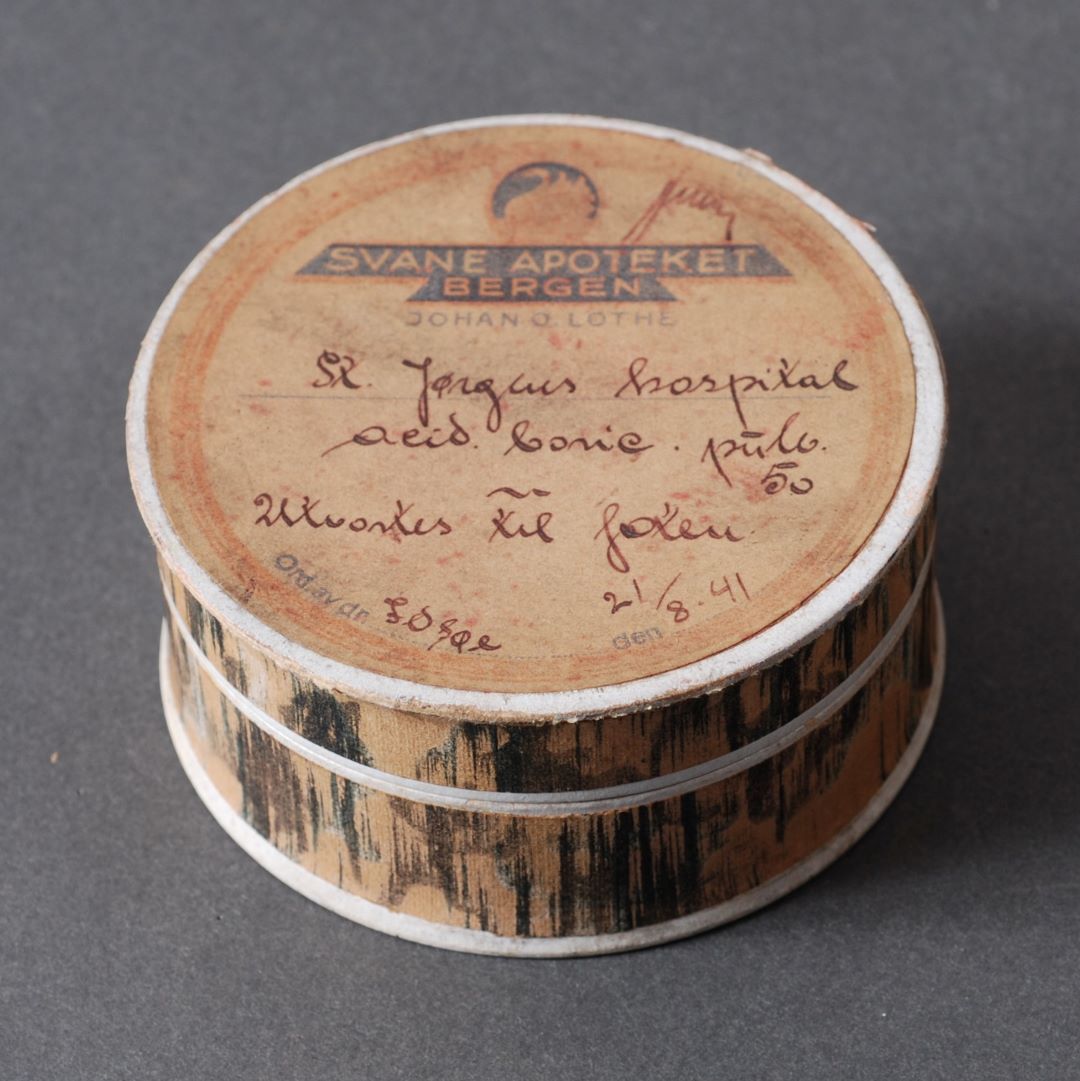 SVANE APOTEKET
BERGEN
JOHAN O. LOTHE
St. Jørgens hospital
acid. boric. pulv.
50
Utvortes til foten
Ord. av dr.
den 21/8.41